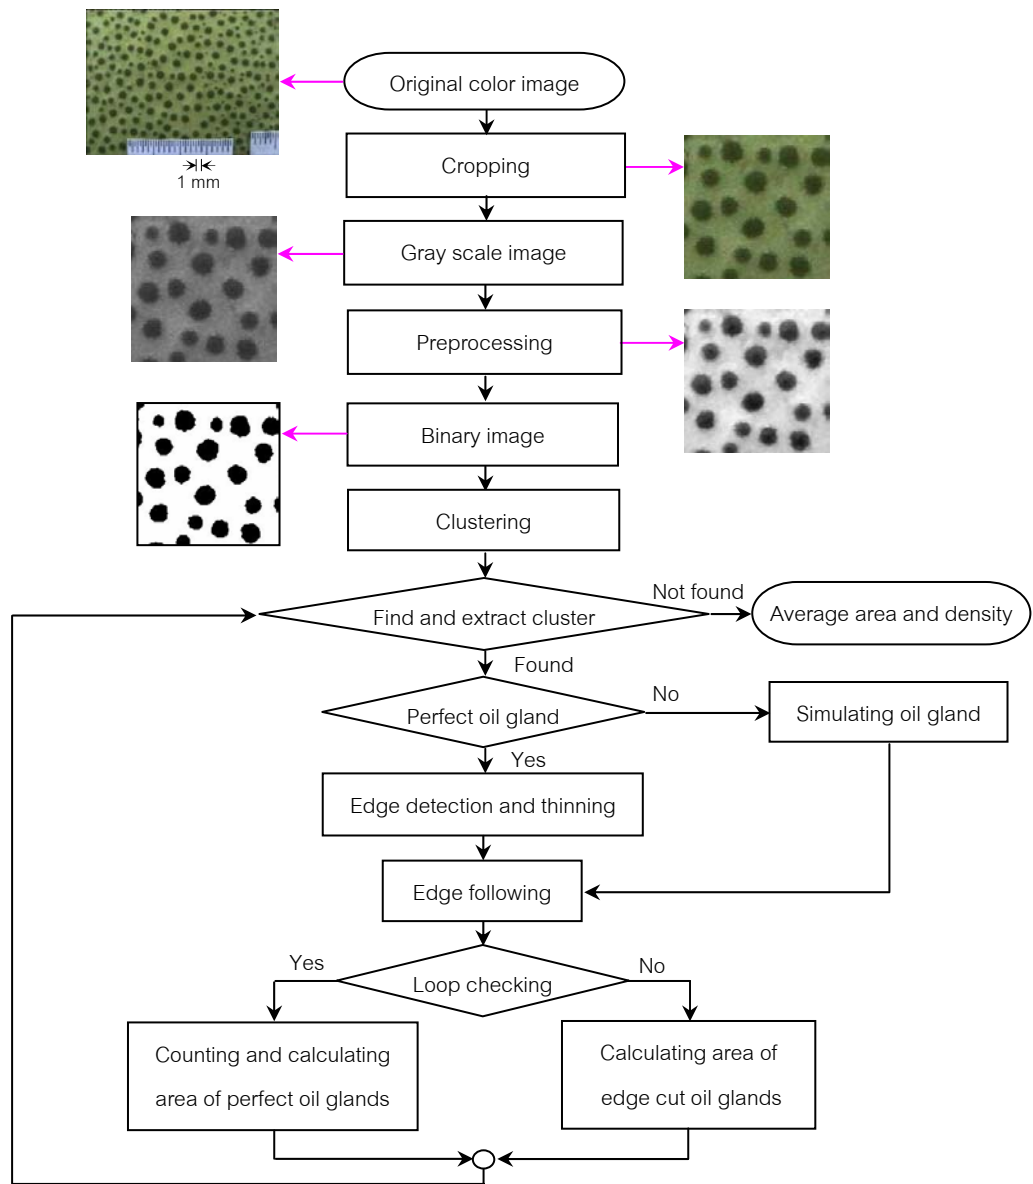 Original color image
1 mm
Cropping
Gray scale image
Preprocessing
Binary image
Clustering
Find and extract cluster
Not found
Average area and density
Found
Perfect oil gland
No
Simulating oil gland
Yes
Edge detection and thinning
Edge following
Yes
Loop checking
No
Counting and calculating
area of perfect oil glands
Calculating area of
edge cut oil glands